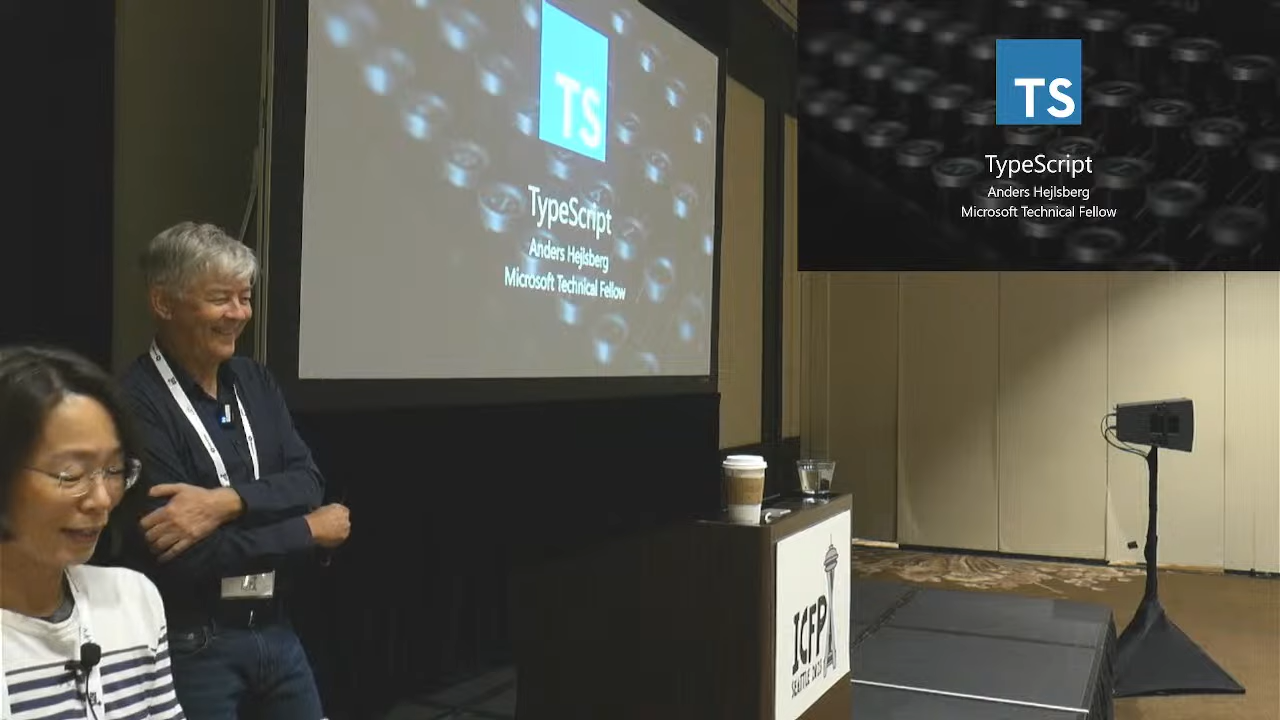 TS
TypeScript
Anders Hejlsberg
Microsoft Technical Fellow
TS
TypeScript
Anders Hejlsberg
Microsoft Technical Fellow
ICFP
SEATTLE 2023